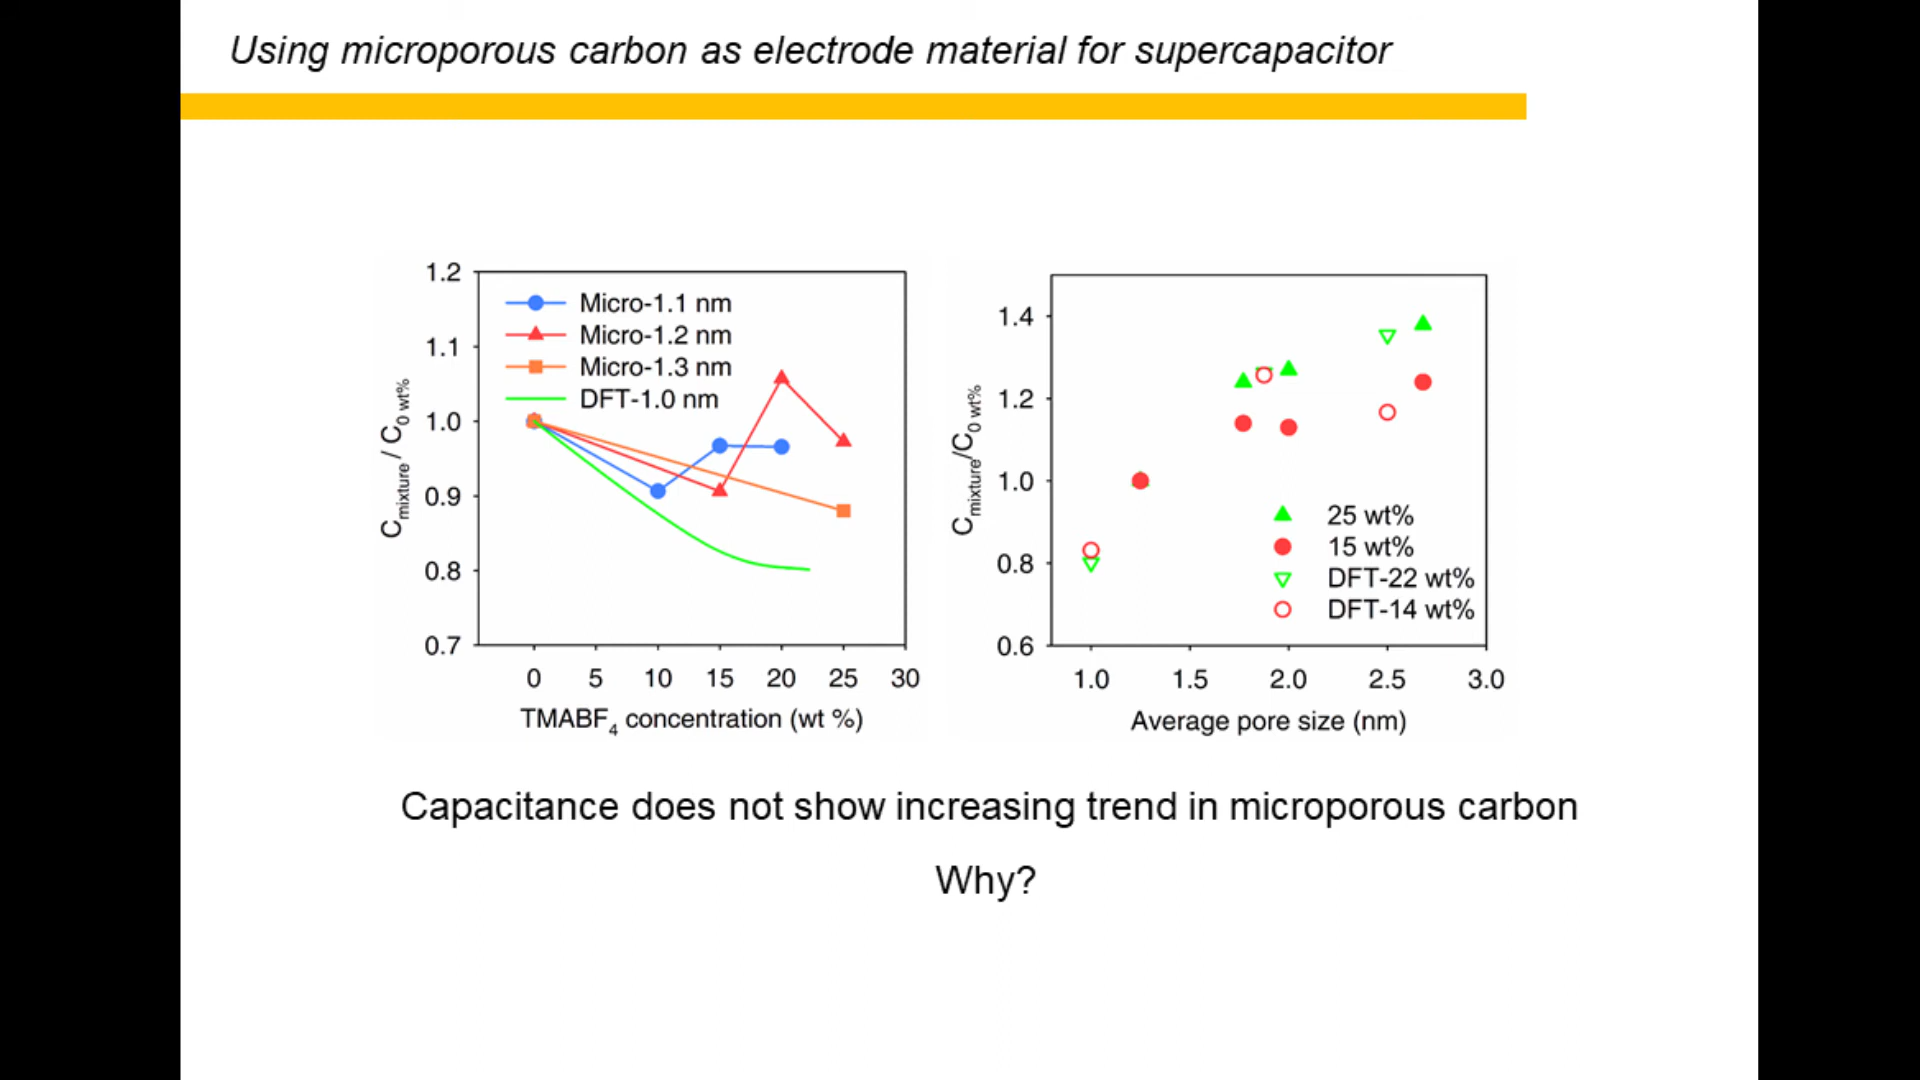 Using microporous carbon as electrode material for supercapacitor
1.2
1.1
1.0
0.9
0.8
0.7
Cmixture / C0 wt%
Micro-1.1 nm
Micro-1.2 nm
Micro-1.3 nm
DFT-1.0 nm
0 5 10 15 20 25 30
TMABF4 concentration (wt %)
1.4
1.2
1.0
0.8
0.6
Cmixture/C0 wt%
25 wt%
15 wt%
DFT-22 wt%
DFT-14 wt%
1.0 1.5 2.0 2.5 3.0
Average pore size (nm)
Capacitance does not show increasing trend in microporous carbon
Why?